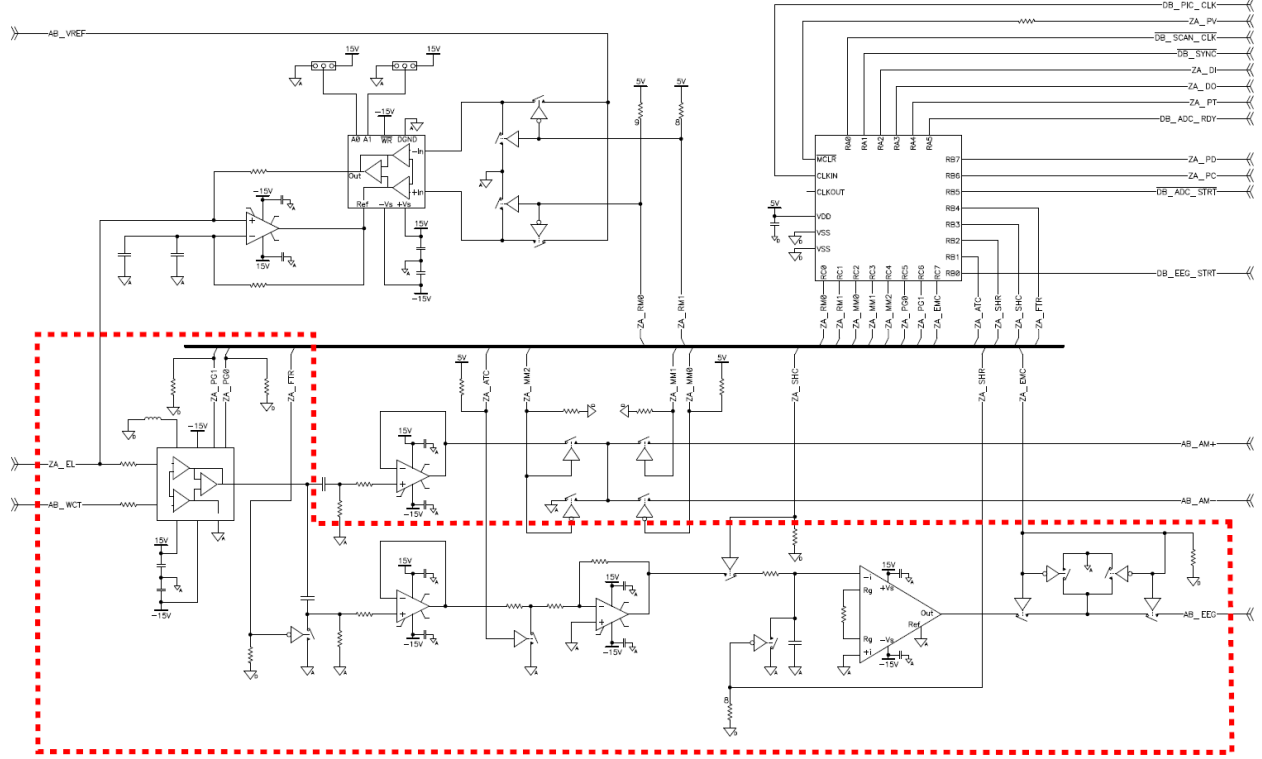 DB_PIC_CLK
ZA_PV
AB_VREF
DB_SCAN_CLK
DB_SYNC
ZA_DI
ZA_DO
ZA_PT
DB_ADC_RDY
15V 15V
-15V
A0 A1 WR DGND
-In
Out
+In
Ref -Vs +Vs
-15V
15V
-15V
5V 5V
9 8
ZA_RM0 ZA_RM1
RA0 RA1 RA2 RA3 RA4 RA5
MCLR RB7 ZA_PD
CLKIN RB6 ZA_PC
CLKOUT RB5 DB_ADC_STRT
5V RB4
VDD RB3
VSS RB2
VSS RB1
RB0 DB_EEG_STRT
RC0 RC1 RC2 RC3 RC4 RC5 RC6 RC7
ZA_RM0 ZA_RM1 ZA_MM0 ZA_MM1 ZA_MM2 ZA_PG0 ZA_PG1 ZA_EMC ZA_ATC ZA_SHR ZA_SHC ZA_FTR
ZA_PG1 ZA_PG0 ZA_FTR ZA_ATC ZA_MM2 ZA_MM1 ZA_MM0 ZA_SHC ZA_SHR ZA_EMC
5V 5V
-15V
15V
-15V
AB_AM+
ZA_EL
AB_WCT
AB_AM-
15V
-15V
15V
-15V
15V
-15V
15V
-i +Vs
Rg
Out
Ref
Rg
+i -Vs
-15V
AB_EEG
8